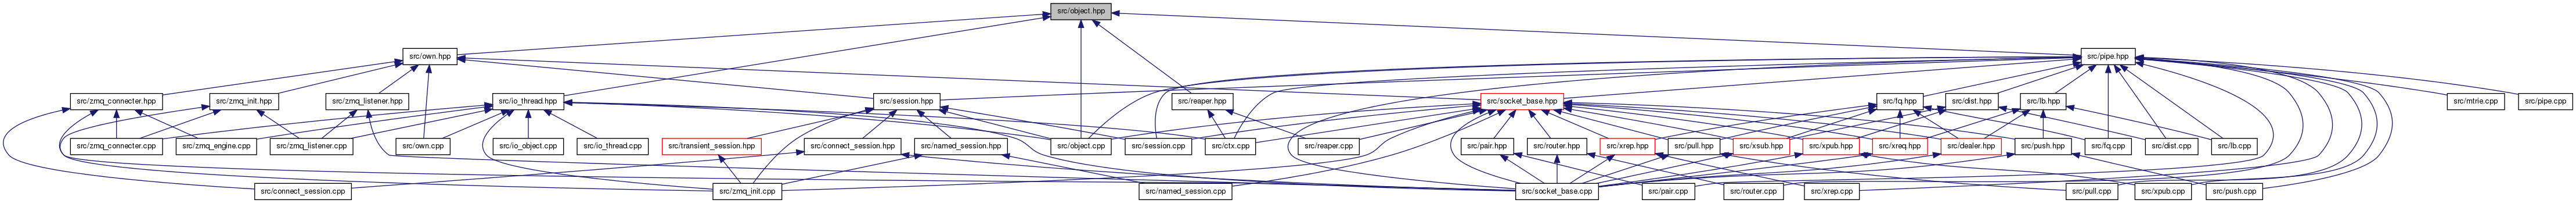 src/object.hpp
src/own.hpp
src/pipe.hpp
src/zmq_connecter.hpp
src/zmq_init.hpp
src/zmq_listener.hpp
src/io_thread.hpp
src/session.hpp
src/reaper.hpp
src/socket_base.hpp
src/fq.hpp
src/dist.hpp
src/lb.hpp
src/mtrie.cpp
src/pipe.cpp
src/zmq_connecter.cpp
src/zmq_engine.cpp
src/zmq_listener.cpp
src/own.cpp
src/io_object.cpp
src/io_thread.cpp
src/transient_session.hpp
src/connect_session.hpp
src/named_session.hpp
src/object.cpp
src/session.cpp
src/ctx.cpp
src/reaper.cpp
src/pair.hpp
src/router.hpp
src/xrep.hpp
src/pull.hpp
src/xsub.hpp
src/xpub.hpp
src/xreq.hpp
src/dealer.hpp
src/push.hpp
src/fq.cpp
src/dist.cpp
src/lb.cpp
src/connect_session.cpp
src/zmq_init.cpp
src/named_session.cpp
src/socket_base.cpp
src/pair.cpp
src/router.cpp
src/xrep.cpp
src/pull.cpp
src/xpub.cpp
src/push.cpp